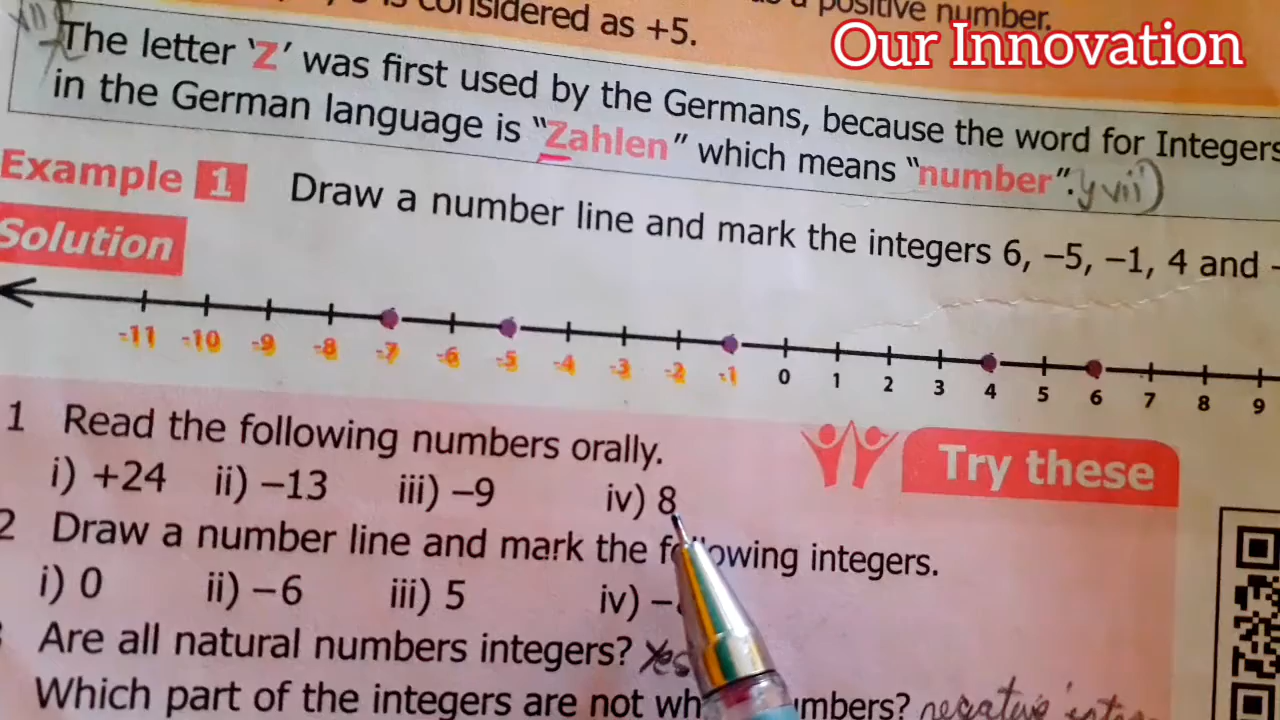 is considered as +5.
a positive number.
Our Innovation
The letter ‘Z’ was first used by the Germans, because the word for Integers
in the German language is “Zahlen” which means “number”. vii)
Example 1 Draw a number line and mark the integers 6, –5, –1, 4 and –
Solution
-11 -10 -9 -8 -7 -6 -5 -4 -3 -2 -1 0 1 2 3 4 5 6 7 8 9
1 Read the following numbers orally.
Try these
i) +24 ii) –13 iii) –9 iv) 8
2 Draw a number line and mark the following integers.
i) 0 ii) –6 iii) 5 iv) –
Are all natural numbers integers? Yes
Which part of the integers are not numbers? negative